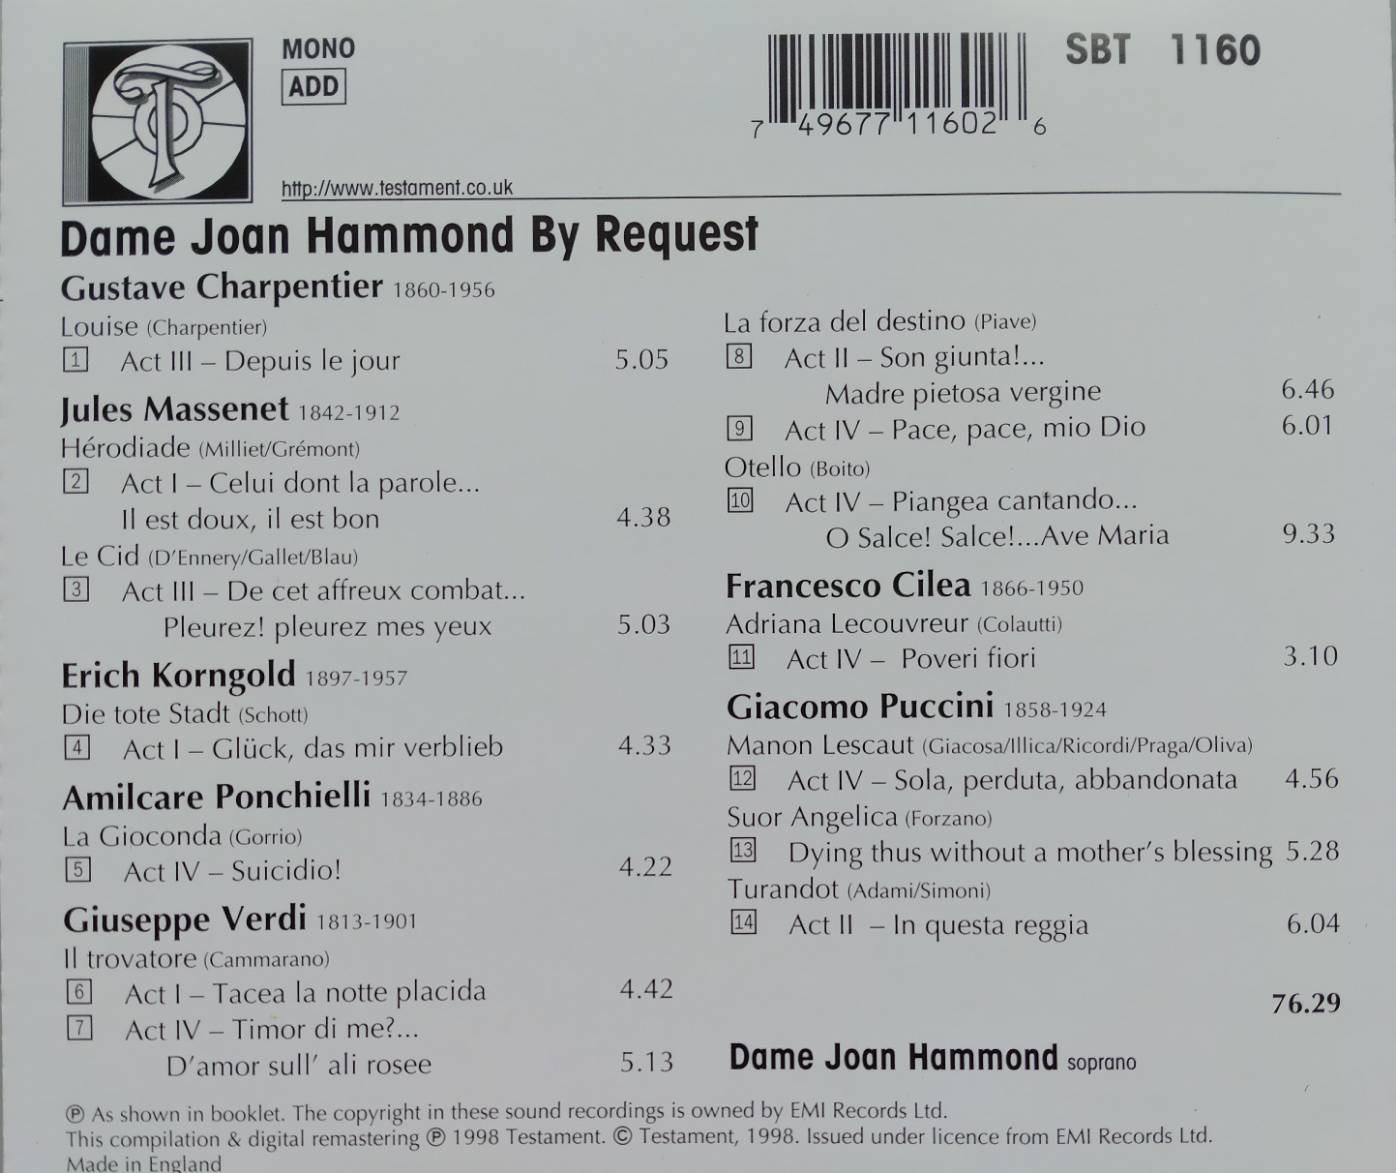 MONO
ADD
SBT 1160
7 49677 11602 6
http://www.testament.co.uk
Dame Joan Hammond By Request
Gustave Charpentier 1860-1956
Louise (Charpentier)
1 Act III – Depuis le jour 5.05
Jules Massenet 1842-1912
Hérodiade (Milliet/Grémont)
2 Act I – Celui dont la parole...
Il est doux, il est bon 4.38
Le Cid (D'Ennery/Gallet/Blau)
3 Act III – De cet affreux combat...
Pleurez! pleurez mes yeux 5.03
Erich Korngold 1897-1957
Die tote Stadt (Schott)
4 Act I – Glück, das mir verblieb 4.33
Amilcare Ponchielli 1834-1886
La Gioconda (Gorrio)
5 Act IV – Suicidio! 4.22
Giuseppe Verdi 1813-1901
Il trovatore (Cammarano)
6 Act I – Tacea la notte placida 4.42
7 Act IV – Timor di me?...
D'amor sull' ali rosee 5.13
La forza del destino (Piave)
8 Act II – Son giunta!...
Madre pietosa vergine 6.46
9 Act IV – Pace, pace, mio Dio 6.01
Otello (Boito)
10 Act IV – Piangea cantando...
O Salce! Salce!...Ave Maria 9.33
Francesco Cilea 1866-1950
Adriana Lecouvreur (Colautti)
11 Act IV – Poveri fiori 3.10
Giacomo Puccini 1858-1924
Manon Lescaut (Giacosa/Illica/Ricordi/Praga/Oliva)
12 Act IV – Sola, perduta, abbandonata 4.56
Suor Angelica (Forzano)
13 Dying thus without a mother's blessing 5.28
Turandot (Adami/Simoni)
14 Act II – In questa reggia 6.04
76.29
Dame Joan Hammond soprano
℗ As shown in booklet. The copyright in these sound recordings is owned by EMI Records Ltd.
This compilation & digital remastering ℗ 1998 Testament. © Testament, 1998. Issued under licence from EMI Records Ltd.
Made in England